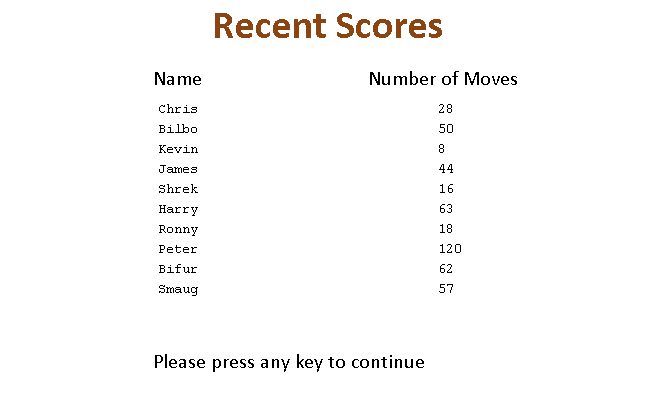 Recent Scores
Name Number of Moves
Chris 28
Bilbo 50
Kevin 8
James 44
Shrek 16
Harry 63
Ronny 18
Peter 120
Bifur 62
Smaug 57
Please press any key to continue